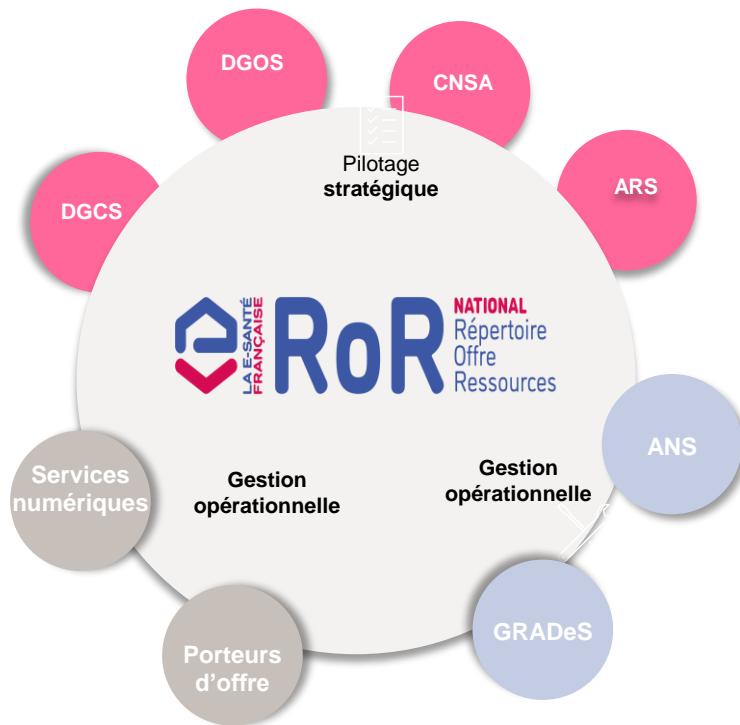 DGOS
CNSA
DGCS
ARS
Pilotage
stratégique
LA E-SANTÉ
FRANÇAISE
RoR
NATIONAL
Répertoire
Offre
Ressources
ANS
Services
numériques
Gestion
opérationnelle
Gestion
opérationnelle
GRADeS
Porteurs
d’offre